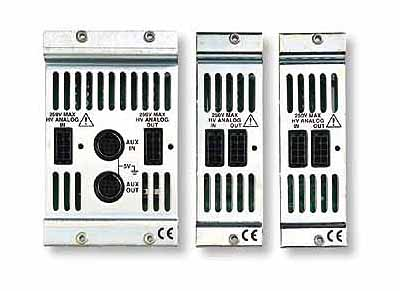 250V MAX
HV ANALOG
IN
250V MAX
HV ANALOG
OUT
AUX
IN
5V
AUX
OUT
CE
250V MAX
HV ANALOG
IN OUT
CE
250V MAX
HV ANALOG
IN OUT
CE